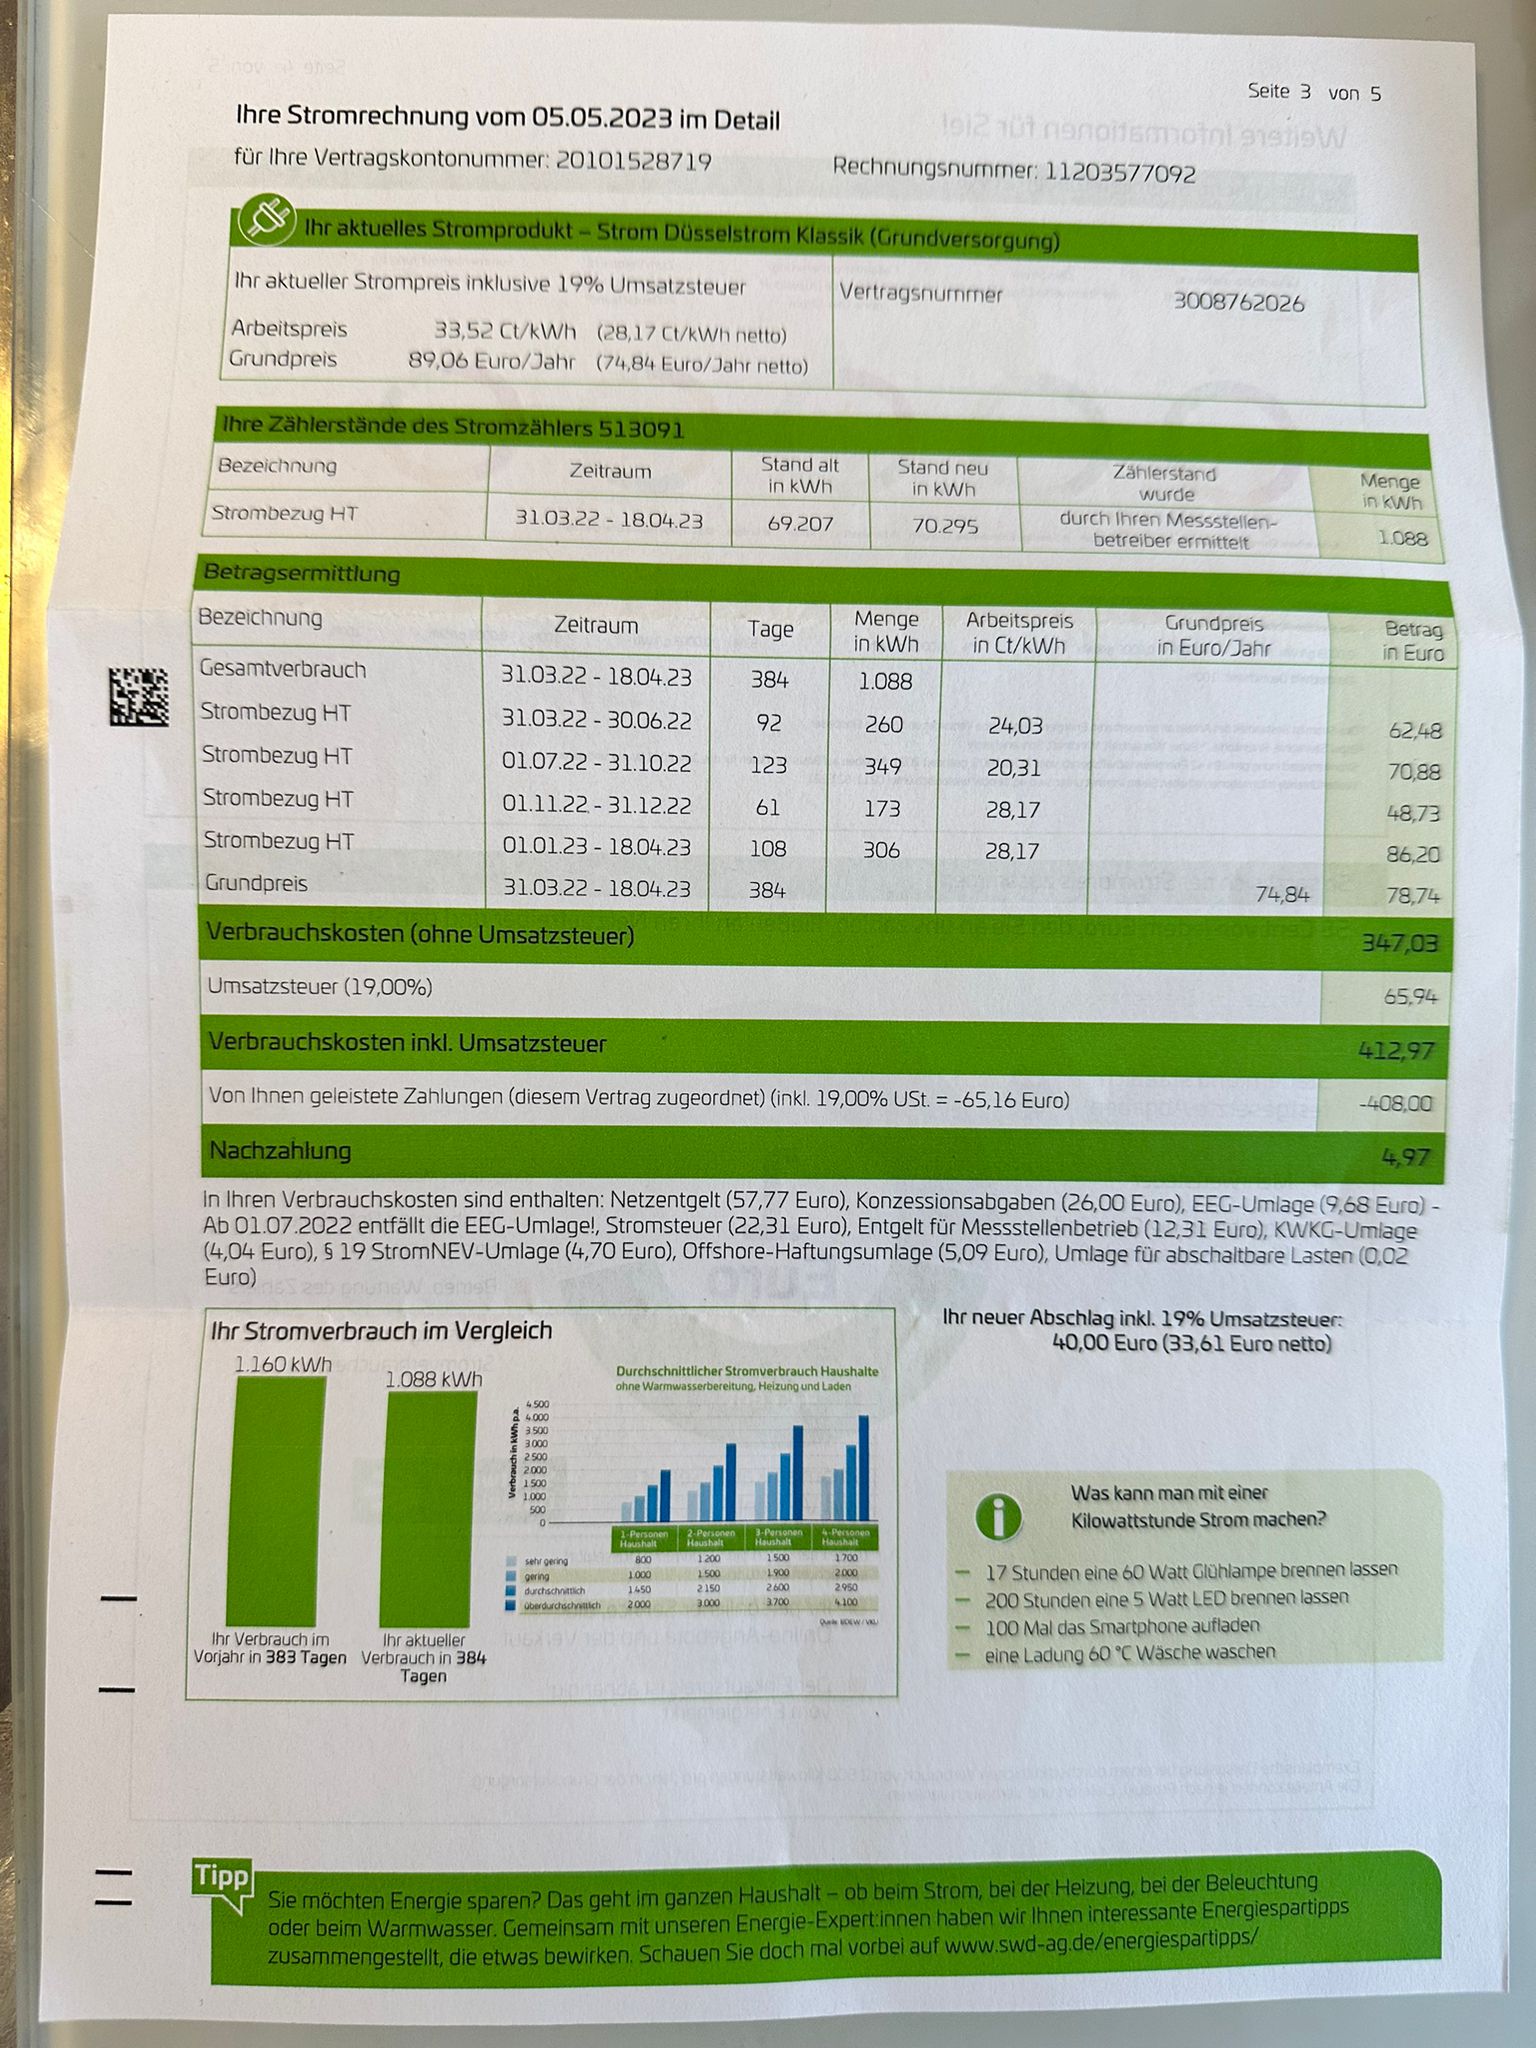 Seite 3 von 5
Ihre Stromrechnung vom 05.05.2023 im Detail
für Ihre Vertragskontonummer: 20101528719 Rechnungsnummer: 11203577092
Ihr aktuelles Stromprodukt – Strom Düsselstrom Klassik (Grundversorgung)
Ihr aktueller Strompreis inklusive 19% Umsatzsteuer Vertragsnummer 3008762026
Arbeitspreis 33,52 Ct/kWh (28,17 Ct/kWh netto)
Grundpreis 89,06 Euro/Jahr (74,84 Euro/Jahr netto)
Ihre Zählerstände des Stromzählers 513091
Bezeichnung Zeitraum Stand alt in kWh Stand neu in kWh Zählerstand wurde Menge in kWh
Strombezug HT 31.03.22 - 18.04.23 69.207 70.295 durch Ihren Messstellen-betreiber ermittelt 1.088
Betragsermittlung
Bezeichnung Zeitraum Tage Menge in kWh Arbeitspreis in Ct/kWh Grundpreis in Euro/Jahr Betrag in Euro
Gesamtverbrauch 31.03.22 - 18.04.23 384 1.088
Strombezug HT 31.03.22 - 30.06.22 92 260 24,03 62,48
Strombezug HT 01.07.22 - 31.10.22 123 349 20,31 70,88
Strombezug HT 01.11.22 - 31.12.22 61 173 28,17 48,73
Strombezug HT 01.01.23 - 18.04.23 108 306 28,17 86,20
Grundpreis 31.03.22 - 18.04.23 384 74,84 78,74
Verbrauchskosten (ohne Umsatzsteuer) 347,03
Umsatzsteuer (19,00%) 65,94
Verbrauchskosten inkl. Umsatzsteuer 412,97
Von Ihnen geleistete Zahlungen (diesem Vertrag zugeordnet) (inkl. 19,00% USt. = -65,16 Euro) -408,00
Nachzahlung 4,97
In Ihren Verbrauchskosten sind enthalten: Netzentgelt (57,77 Euro), Konzessionsabgaben (26,00 Euro), EEG-Umlage (9,68 Euro) -
Ab 01.07.2022 entfällt die EEG-Umlage!, Stromsteuer (22,31 Euro), Entgelt für Messstellenbetrieb (12,31 Euro), KWKG-Umlage
(4,04 Euro), § 19 StromNEV-Umlage (4,70 Euro), Offshore-Haftungsumlage (5,09 Euro), Umlage für abschaltbare Lasten (0,02
Euro)
Ihr Stromverbrauch im Vergleich
1.160 kWh
1.088 kWh
Ihr Verbrauch im
Vorjahr in 383 Tagen
Ihr aktueller
Verbrauch in 384
Tagen
Durchschnittlicher Stromverbrauch Haushalte
ohne Warmwasserbereitung, Heizung und Laden
Verbrauch in kWh p.a.
4.500
4.000
3.500
3.000
2.500
2.000
1.500
1.000
500
0
1-Personen Haushalt 2-Personen Haushalt 3-Personen Haushalt 4-Personen Haushalt
sehr gering 800 1.200 1.500 1.700
gering 1.000 1.500 1.900 2.000
durchschnittlich 1.450 2.150 2.600 2.950
überdurchschnittlich 2.000 3.000 3.700 4.100
Quelle: BDEW / VKU
Ihr neuer Abschlag inkl. 19% Umsatzsteuer:
40,00 Euro (33,61 Euro netto)
i
Was kann man mit einer
Kilowattstunde Strom machen?
– 17 Stunden eine 60 Watt Glühlampe brennen lassen
– 200 Stunden eine 5 Watt LED brennen lassen
– 100 Mal das Smartphone aufladen
– eine Ladung 60 °C Wäsche waschen
Tipp
Sie möchten Energie sparen? Das geht im ganzen Haushalt – ob beim Strom, bei der Heizung, bei der Beleuchtung
oder beim Warmwasser. Gemeinsam mit unseren Energie-Expert:innen haben wir Ihnen interessante Energiespartipps
zusammengestellt, die etwas bewirken. Schauen Sie doch mal vorbei auf www.swd-ag.de/energiespartipps/